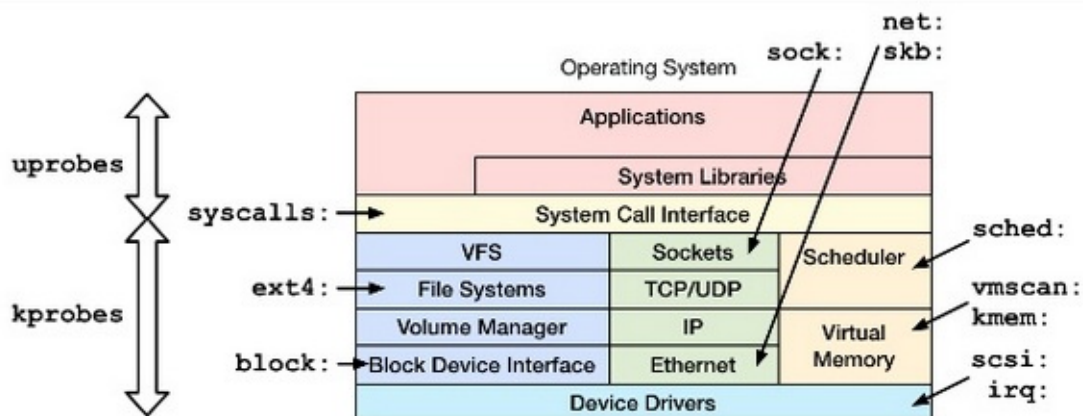 net:
sock: skb:
Operating System
Applications
uprobes
System Libraries
syscalls: System Call Interface
sched:
VFS Sockets Scheduler
ext4: File Systems TCP/UDP
kprobes vmscan:
Volume Manager IP Virtual Memory kmem:
block: Block Device Interface Ethernet scsi:
Device Drivers irq: